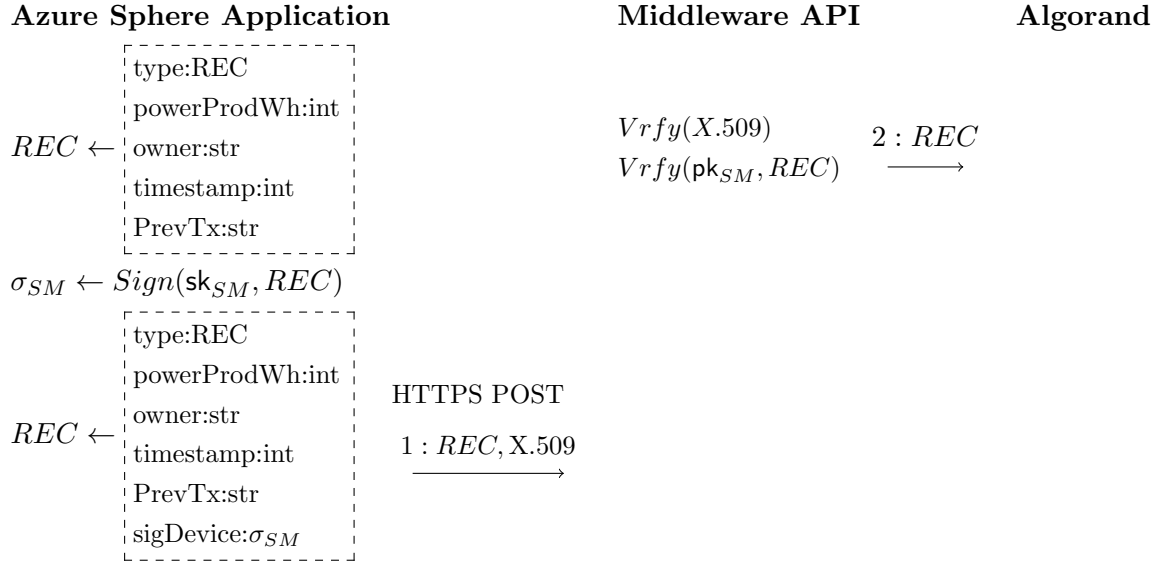 Azure Sphere Application Middleware API Algorand
type:REC
powerProdWh:int
REC ← owner:str
timestamp:int
PrevTx:str
σ_SM ← Sign(sk_SM, REC)
type:REC
powerProdWh:int
REC ← owner:str
timestamp:int
PrevTx:str
sigDevice:σ_SM
HTTPS POST
1 : REC, X.509
Vrfy(X.509)
Vrfy(pk_SM, REC)
2 : REC